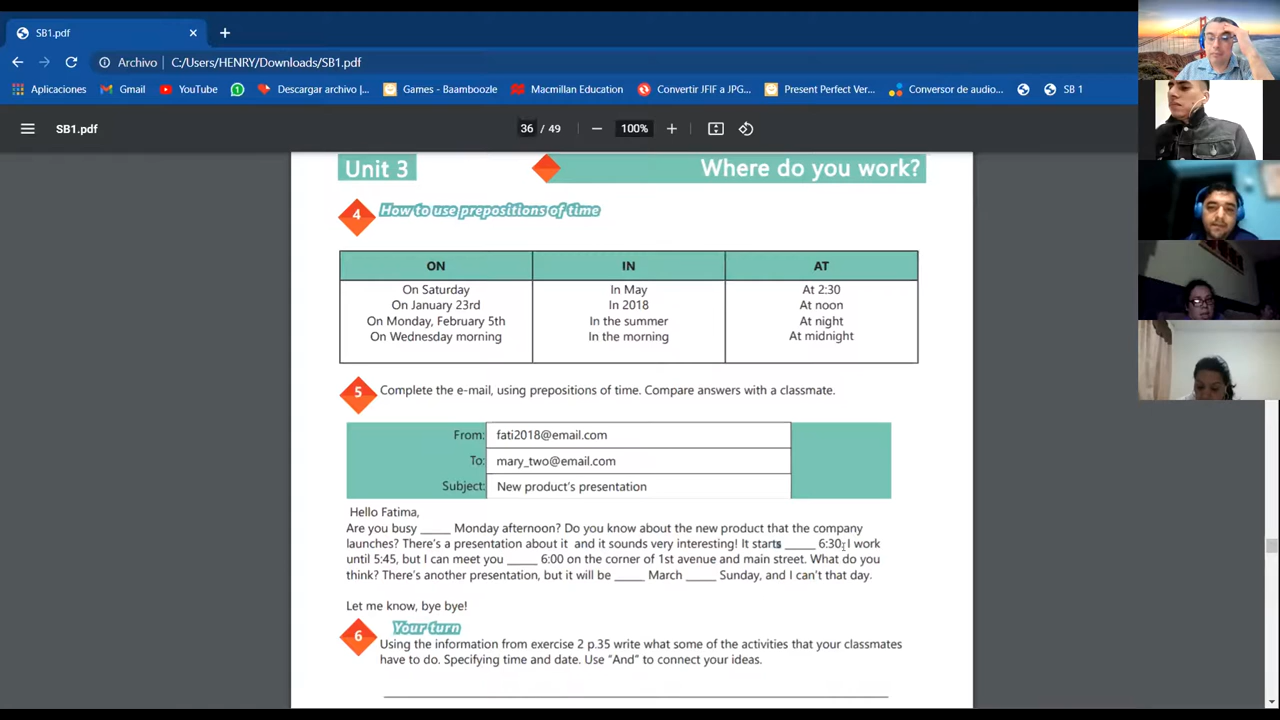 SB1.pdf
Archivo
C:/Users/HENRY/Downloads/SB1.pdf
Aplicaciones
Gmail
YouTube
Descargar archivo |...
Games - Baamboozle
Macmillan Education
Convertir JFIF a JPG...
Present Perfect Ver...
Conversor de audio...
SB 1
SB1.pdf
36 / 49
100%
Unit 3
Where do you work?
4 How to use prepositions of time
ON IN AT
On Saturday In May At 2:30
On January 23rd In 2018 At noon
On Monday, February 5th In the summer At night
On Wednesday morning In the morning At midnight
5 Complete the e-mail, using prepositions of time. Compare answers with a classmate.
From: fati2018@email.com
To: mary_two@email.com
Subject: New product's presentation
Hello Fatima,
Are you busy _____ Monday afternoon? Do you know about the new product that the company
launches? There's a presentation about it and it sounds very interesting! It starts _____ 6:30, I work
until 5:45, but I can meet you _____ 6:00 on the corner of 1st avenue and main street. What do you
think? There's another presentation, but it will be _____ March _____ Sunday, and I can't that day.
Let me know, bye bye!
6 Your turn
Using the information from exercise 2 p.35 write what some of the activities that your classmates
have to do. Specifying time and date. Use “And” to connect your ideas.